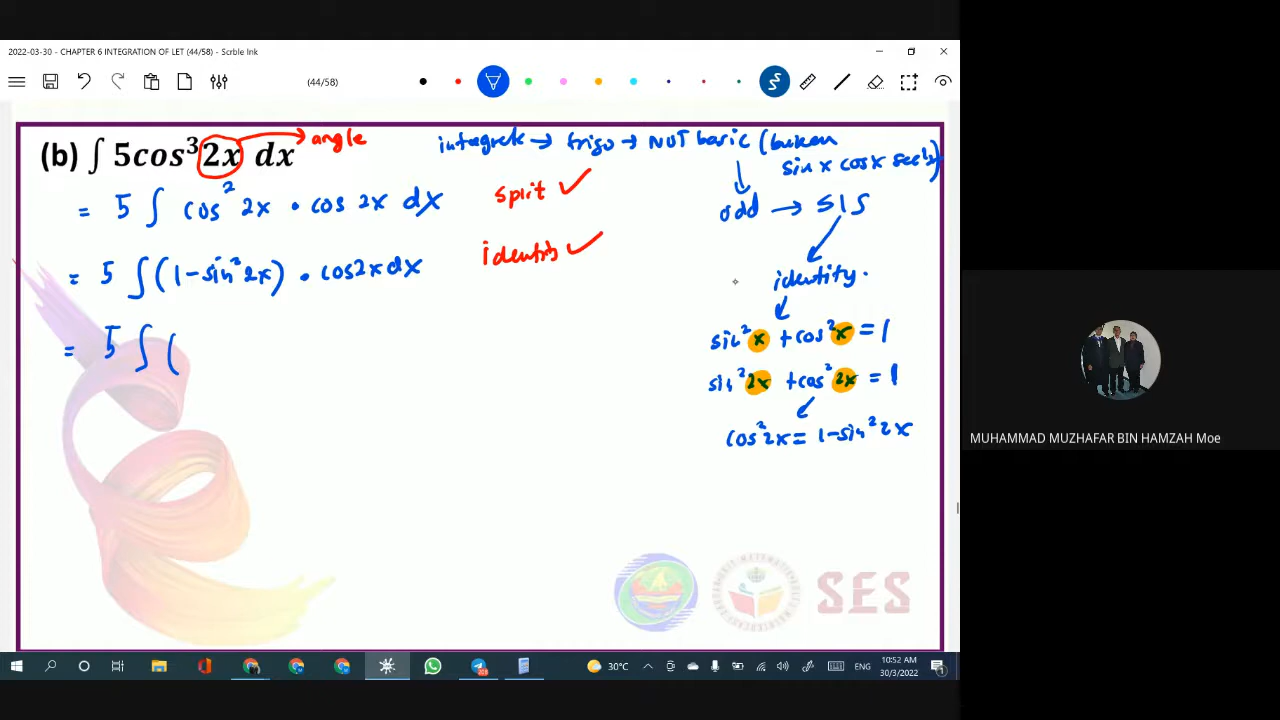 2022-03-30 - CHAPTER 6 INTEGRATION OF LET (44/58) - Scrble Ink
(44/58)
(b) ∫ 5cos³2x dx
angle
integrate → trigo → NOT basic (bukan
sin x cos x sec²x)
= 5 ∫ cos² 2x • cos 2x dx
split ✓
odd → SIS
= 5 ∫ (1-sin²2x) • cos2x dx
identity ✓
identity.
= 5 ∫ (
sin²x + cos²x = 1
sin²2x + cos²2x = 1
cos²2x = 1-sin²2x
SES
MUHAMMAD MUZHAFAR BIN HAMZAH Moe
30°C
ENG
10:52 AM
30/3/2022